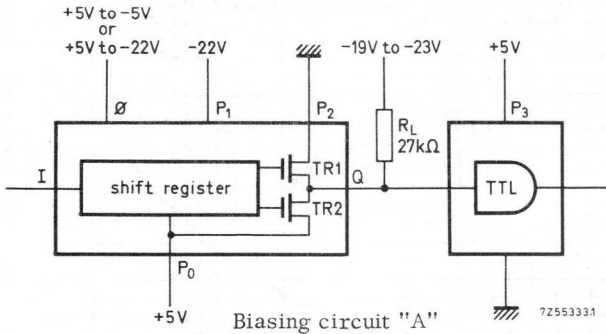 +5V to -5V
or
+5V to -22V
-22V
-19V to -23V
+5V
Ø
P1
P2
P3
RL
27kΩ
TR1
I
shift register
Q
TTL
TR2
P0
+5V
Biasing circuit "A"
7Z55333.1